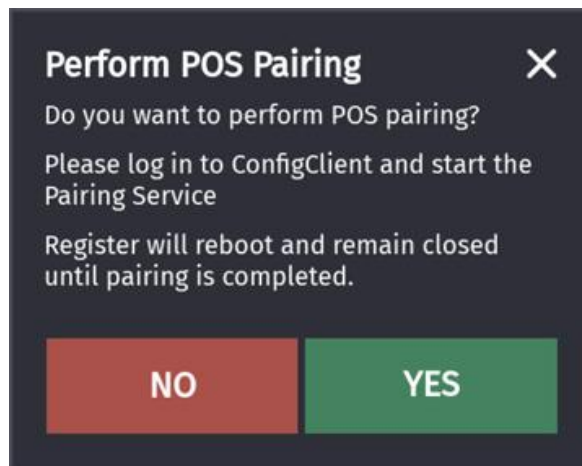 Perform POS Pairing
Do you want to perform POS pairing?
Please log in to ConfigClient and start the
Pairing Service
Register will reboot and remain closed
until pairing is completed.
NO
YES